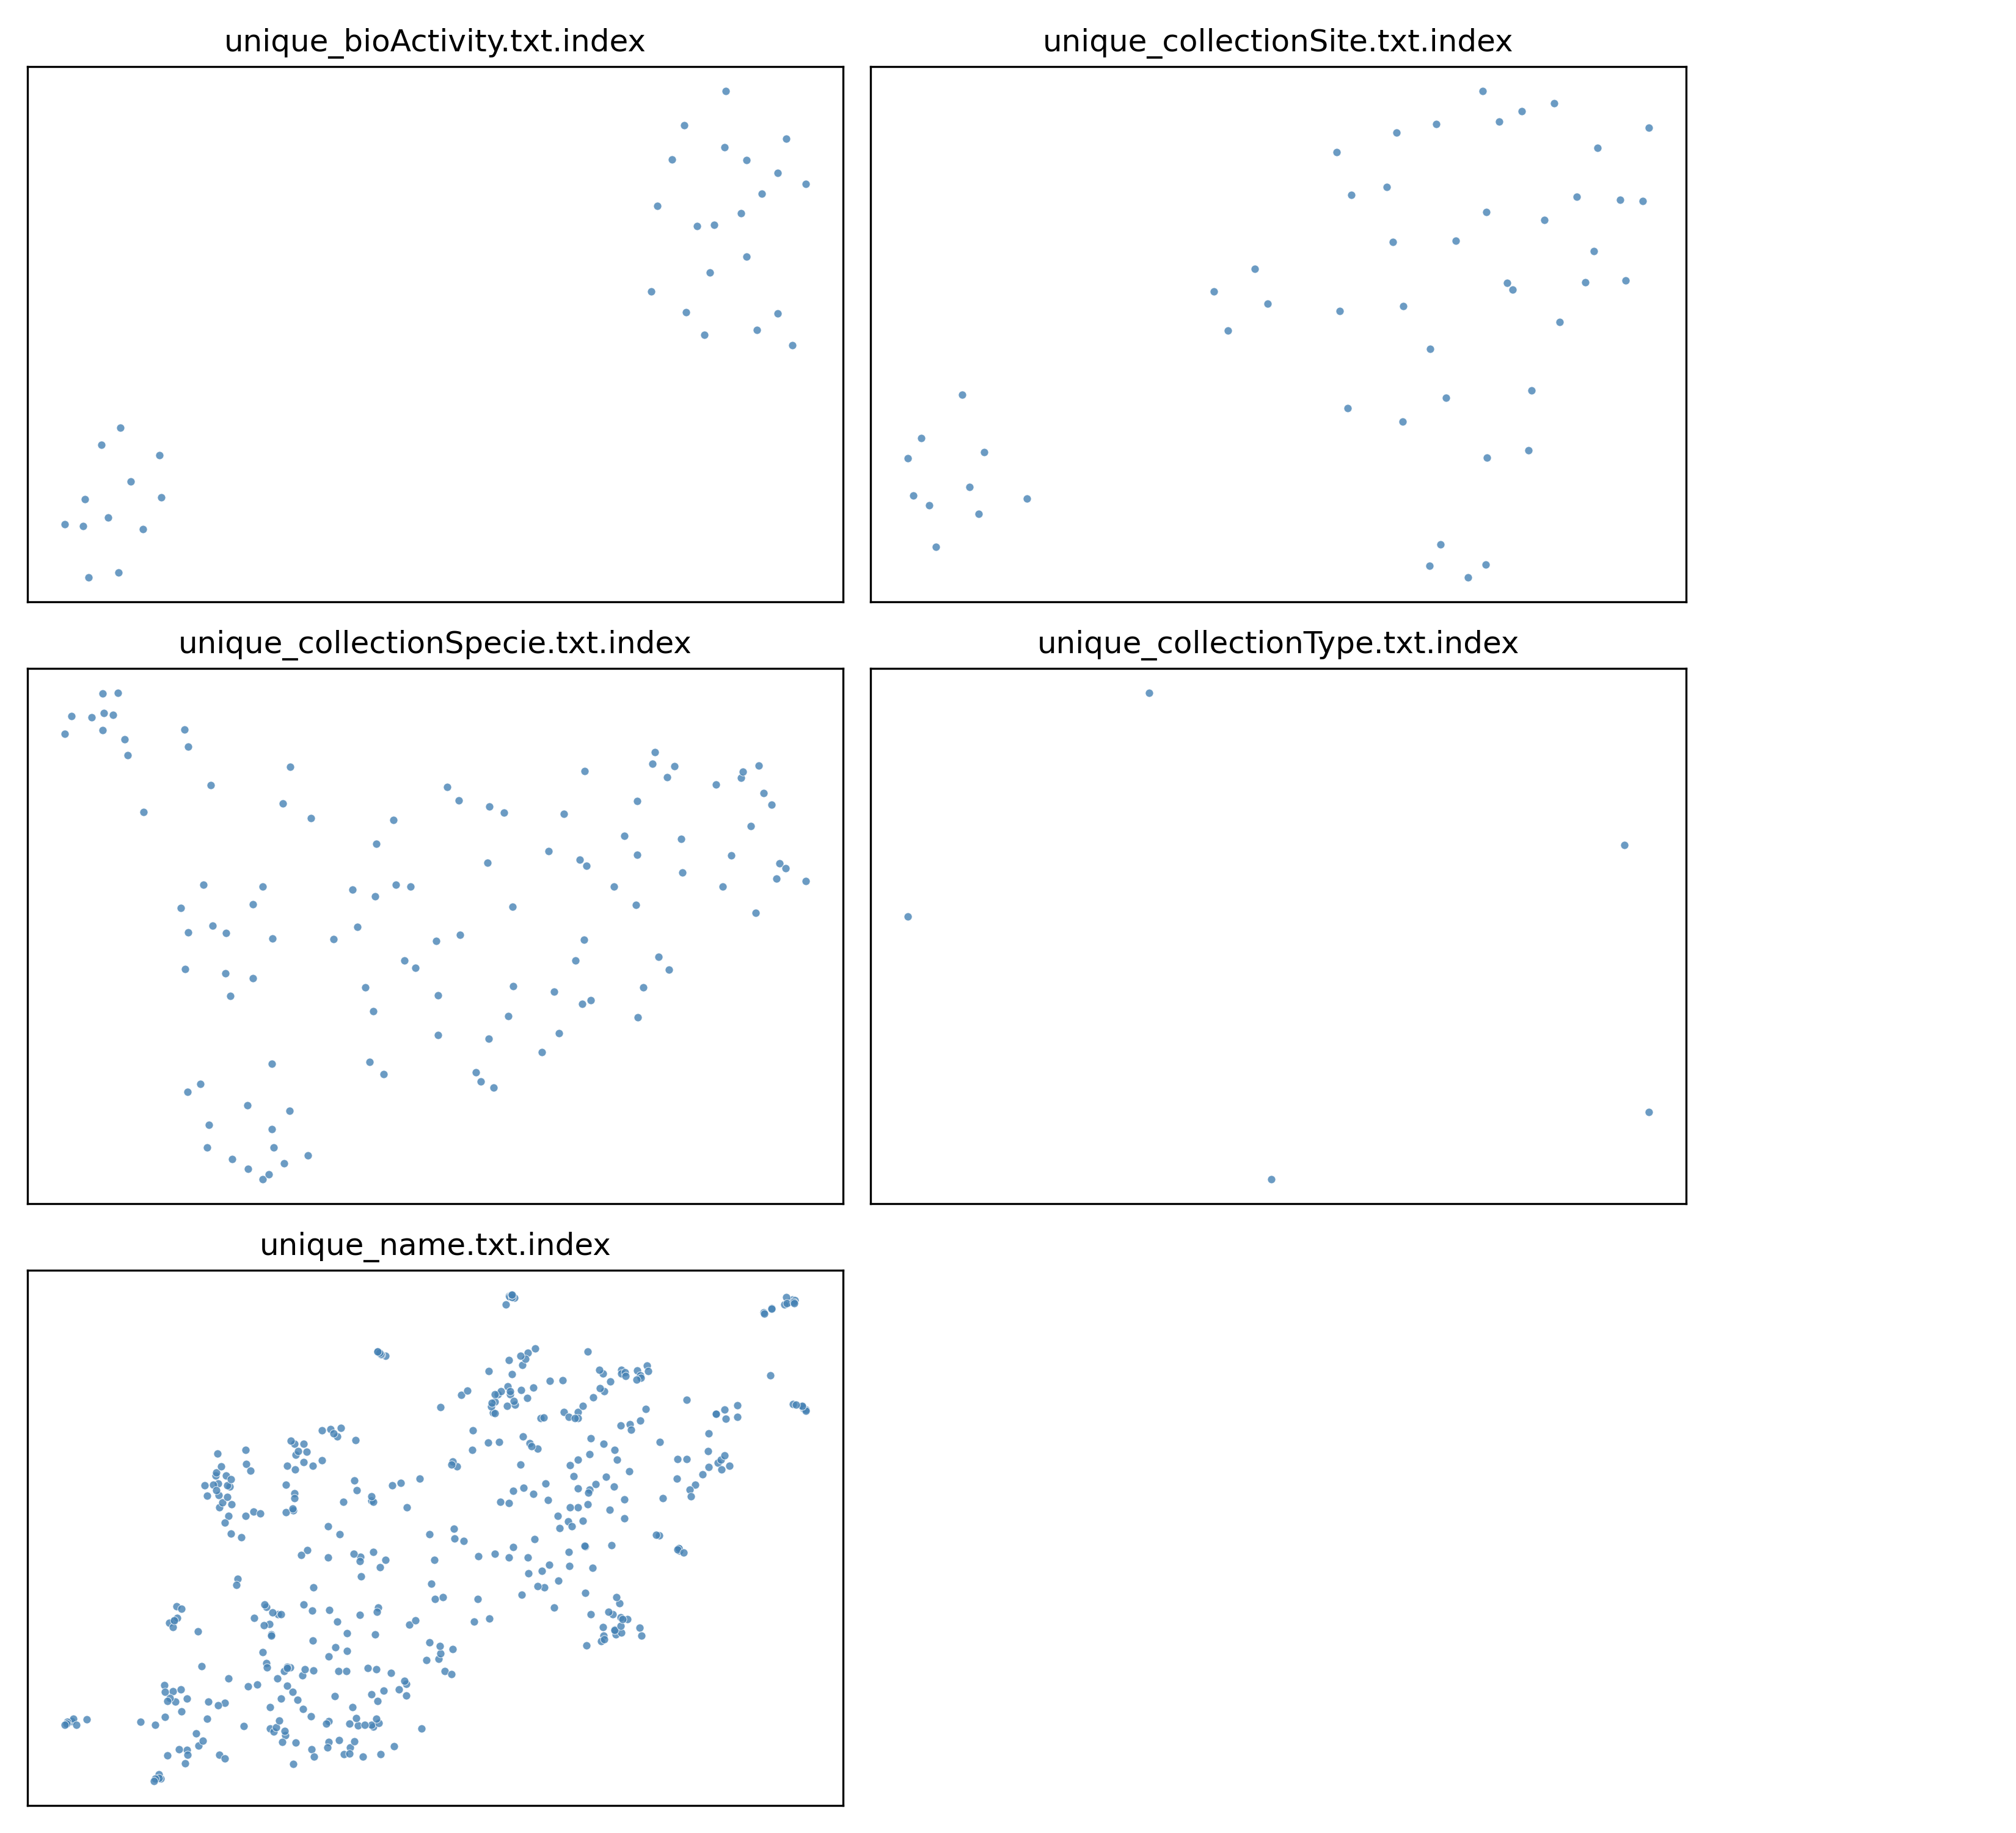 unique_bioActivity.txt.index
unique_collectionSite.txt.index
unique_collectionSpecie.txt.index
unique_collectionType.txt.index
unique_name.txt.index